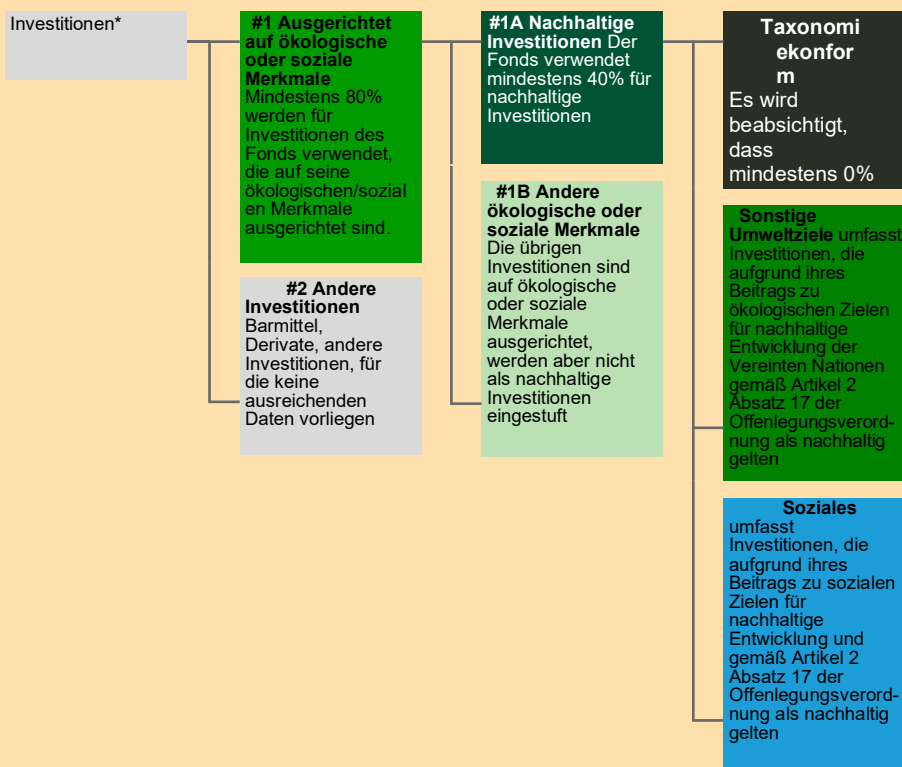 Investitionen*
#1 Ausgerichtet
auf ökologische
oder soziale
Merkmale
Mindestens 80%
werden für
Investitionen des
Fonds verwendet,
die auf seine
ökologischen/sozial
en Merkmale
ausgerichtet sind.
#2 Andere
Investitionen
Barmittel,
Derivate, andere
Investitionen, für
die keine
ausreichenden
Daten vorliegen
#1A Nachhaltige
Investitionen Der
Fonds verwendet
mindestens 40% für
nachhaltige
Investitionen
#1B Andere
ökologische oder
soziale Merkmale
Die übrigen
Investitionen sind
auf ökologische
oder soziale
Merkmale
ausgerichtet,
werden aber nicht
als nachhaltige
Investitionen
eingestuft
Taxonomi
ekonfor
m
Es wird
beabsichtigt,
dass
mindestens 0%
Sonstige
Umweltziele umfasst
Investitionen, die
aufgrund ihres
Beitrags zu
ökologischen Zielen
für nachhaltige
Entwicklung der
Vereinten Nationen
gemäß Artikel 2
Absatz 17 der
Offenlegungsverord-
nung als nachhaltig
gelten
Soziales
umfasst
Investitionen, die
aufgrund ihres
Beitrags zu sozialen
Zielen für
nachhaltige
Entwicklung und
gemäß Artikel 2
Absatz 17 der
Offenlegungsverord-
nung als nachhaltig
gelten